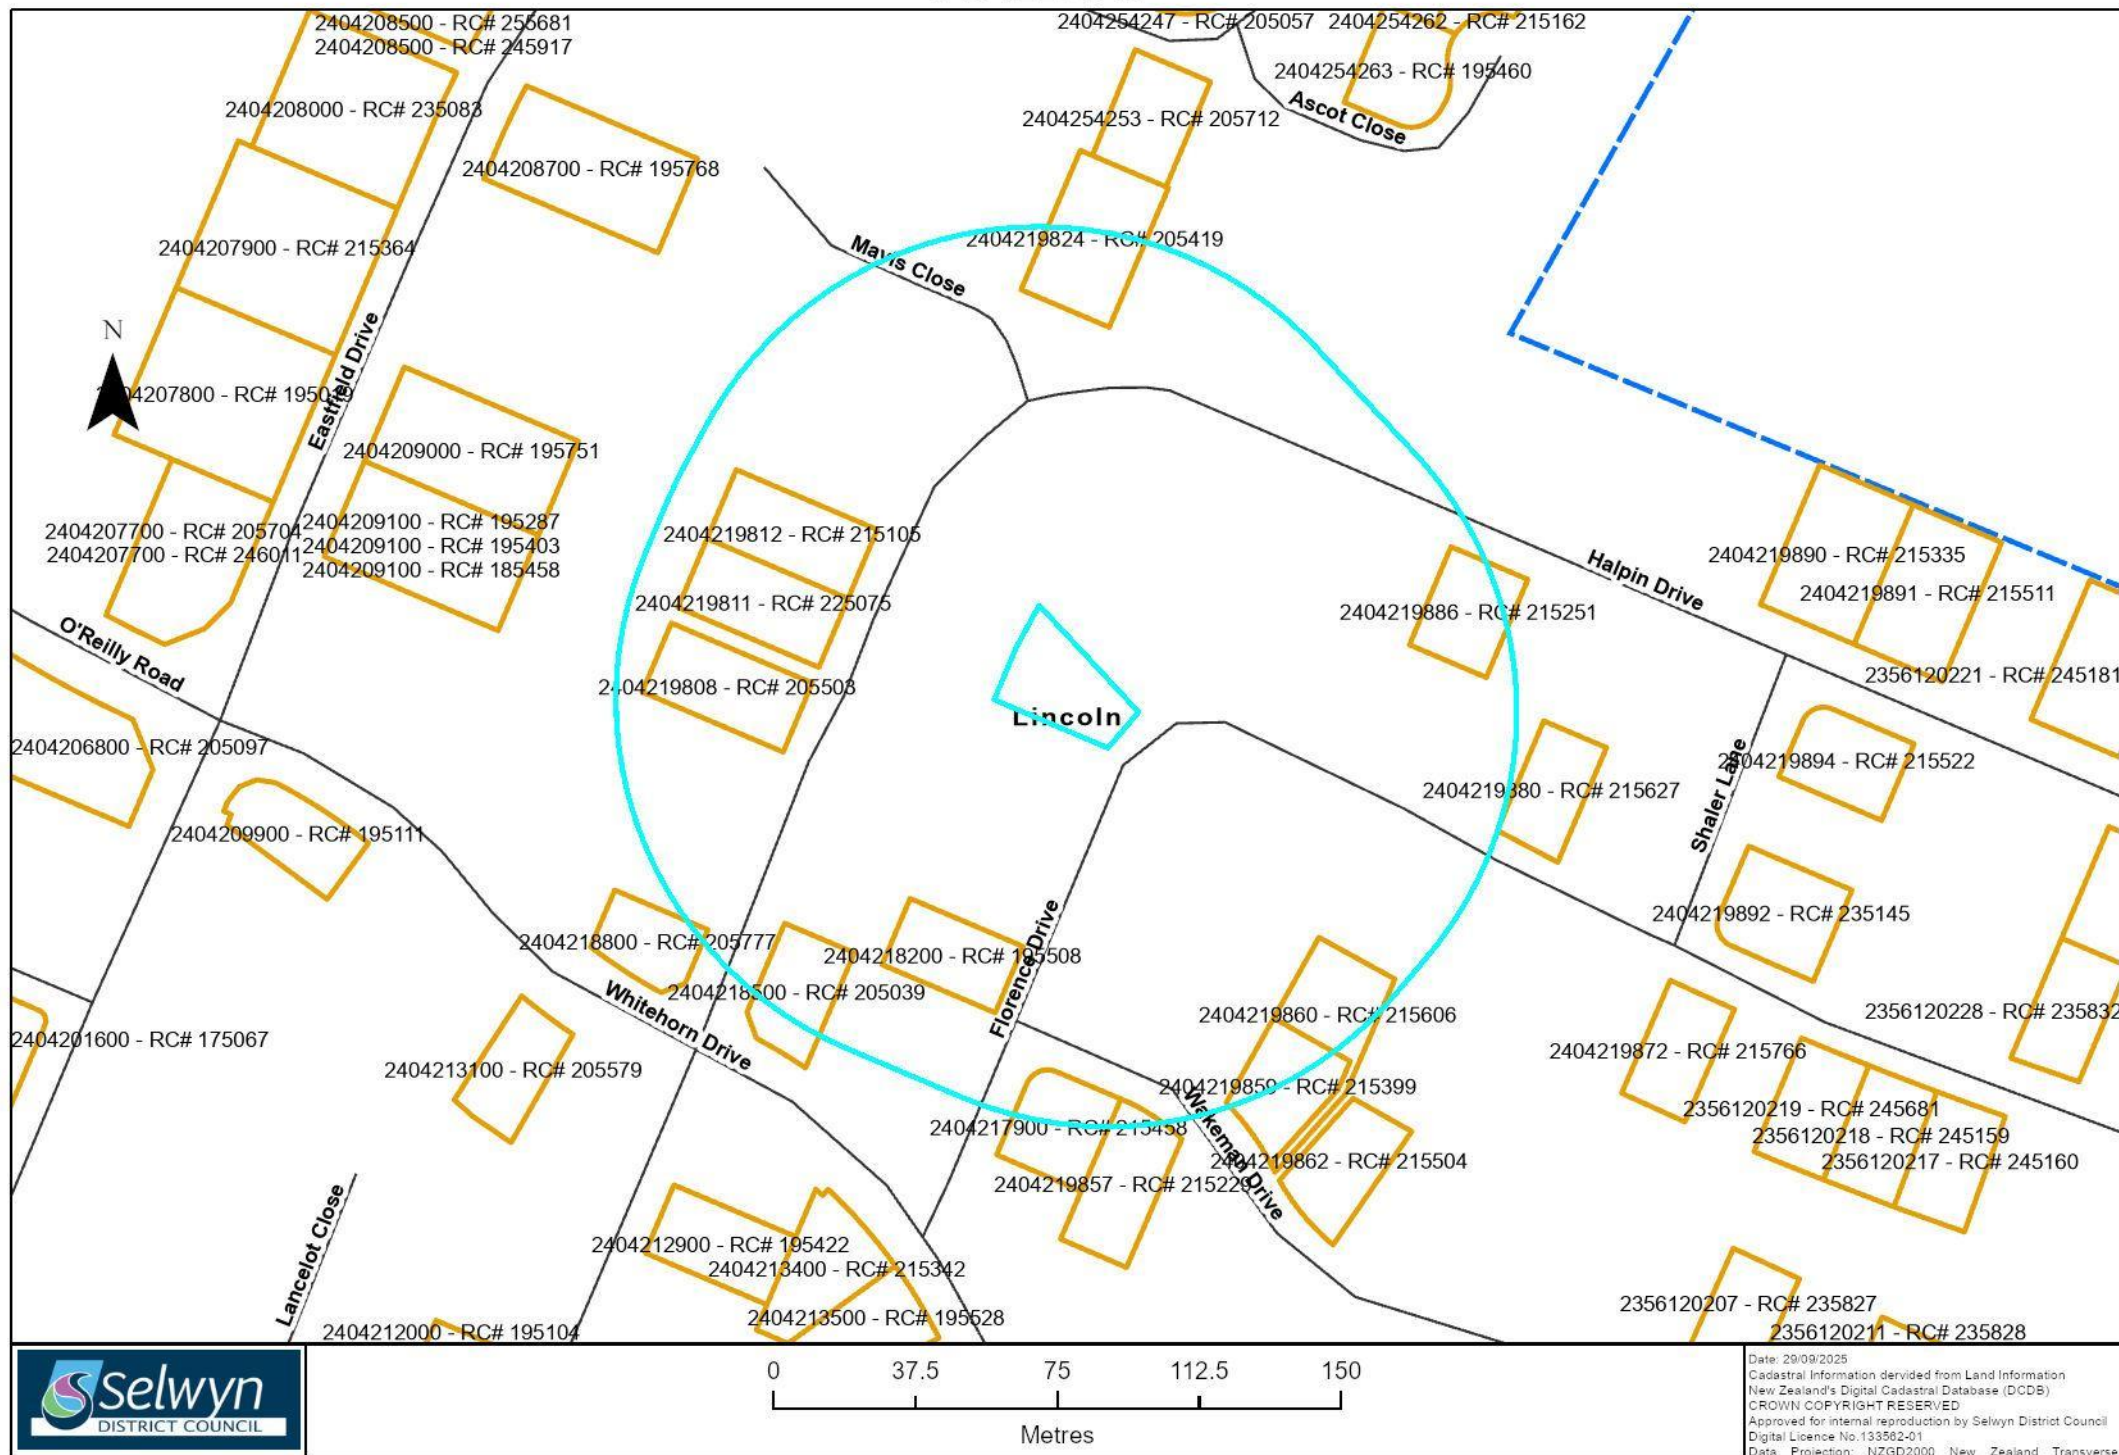 2404208500 - RC# 255681
2404208500 - RC# 245917
2404254247 - RC# 205057
2404254262 - RC# 215162
2404254263 - RC# 195460
Ascot Close
2404208000 - RC# 235083
2404254253 - RC# 205712
2404208700 - RC# 195768
2404207900 - RC# 215364
Mavis Close
2404219824 - RC# 205419
N
Eastfield Drive
04207800 - RC#
2404209000 - RC# 195751
2404207700 - RC# 205704
2404207700 - RC# 246011
2404209100 - RC# 195287
2404209100 - RC# 195403
2404209100 - RC# 185458
2404219812 - RC# 215105
2404219811 - RC# 225075
2404219886 - RC# 215251
Halpin Drive
2404219890 - RC# 215335
2404219891 - RC# 215511
O'Reilly Road
2404219808 - RC# 205503
Lincoln
2356120221 - RC# 245181
2404206800 - RC# 205097
2404219880 - RC# 215627
Shaler Lane
2404219894 - RC# 215522
2404209900 - RC# 195111
2404218800 - RC# 205777
2404218200 - RC# 195508
2404219892 - RC# 235145
2404218500 - RC# 205039
Florence Drive
Whitehorn Drive
2404201600 - RC# 175067
2404219860 - RC# 215606
2356120228 - RC# 235832
2404213100 - RC# 205579
2404219872 - RC# 215766
2404219859 - RC# 215399
Wakeman Drive
2404217900 - RC# 215458
2356120219 - RC# 245681
2356120218 - RC# 245159
2356120217 - RC# 245160
2404219862 - RC# 215504
2404219857 - RC# 215229
Lancelot Close
2404212900 - RC# 195422
2404213400 - RC# 215342
2404213500 - RC# 195528
2404212000 - RC# 195104
2356120207 - RC# 235827
2356120211 - RC# 235828
Selwyn
DISTRICT COUNCIL
0 37.5 75 112.5 150
Metres
Date: 29/09/2025
Cadastral Information dervided from Land Information
New Zealand's Digital Cadastral Database (DCDB)
CROWN COPYRIGHT RESERVED
Approved for internal reproduction by Selwyn District Council
Digital Licence No.133562-01
Data Projection: NZGD2000 New Zealand Transverse